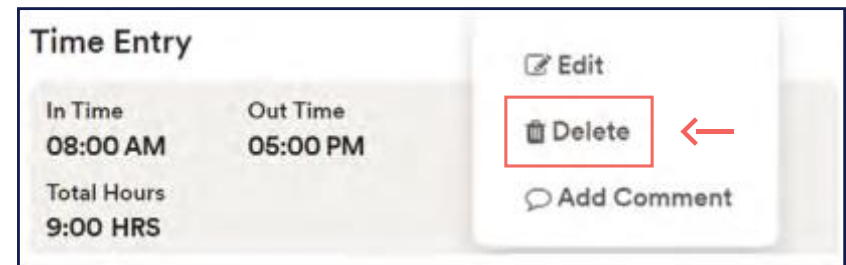 Time Entry
In Time
Out Time
08:00 AM
05:00 PM
Total Hours
9:00 HRS
Edit
Delete
Add Comment